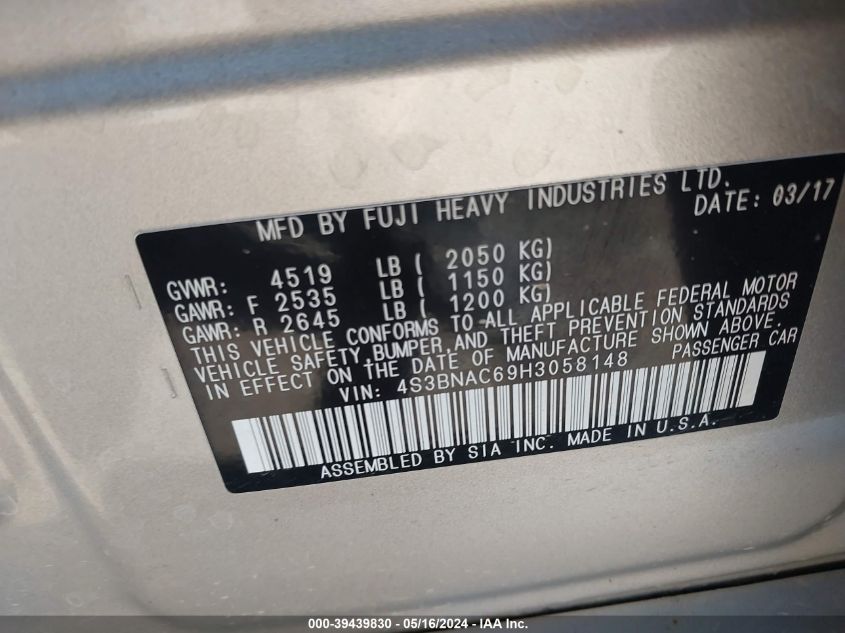 MFD BY FUJI HEAVY INDUSTRIES LTD.
DATE: 03/17
GVWR: 4519 LB ( 2050 KG)
GAWR: F 2535 LB ( 1150 KG)
GAWR: R 2645 LB ( 1200 KG)
THIS VEHICLE CONFORMS TO ALL APPLICABLE FEDERAL MOTOR
VEHICLE SAFETY,BUMPER,AND THEFT PREVENTION STANDARDS
IN EFFECT ON THE DATE OF MANUFACTURE SHOWN ABOVE.
VIN: 4S3BNAC69H3058148 PASSENGER CAR
ASSEMBLED BY SIA INC. MADE IN U.S.A.
000-39439830 - 05/16/2024 - IAA Inc.